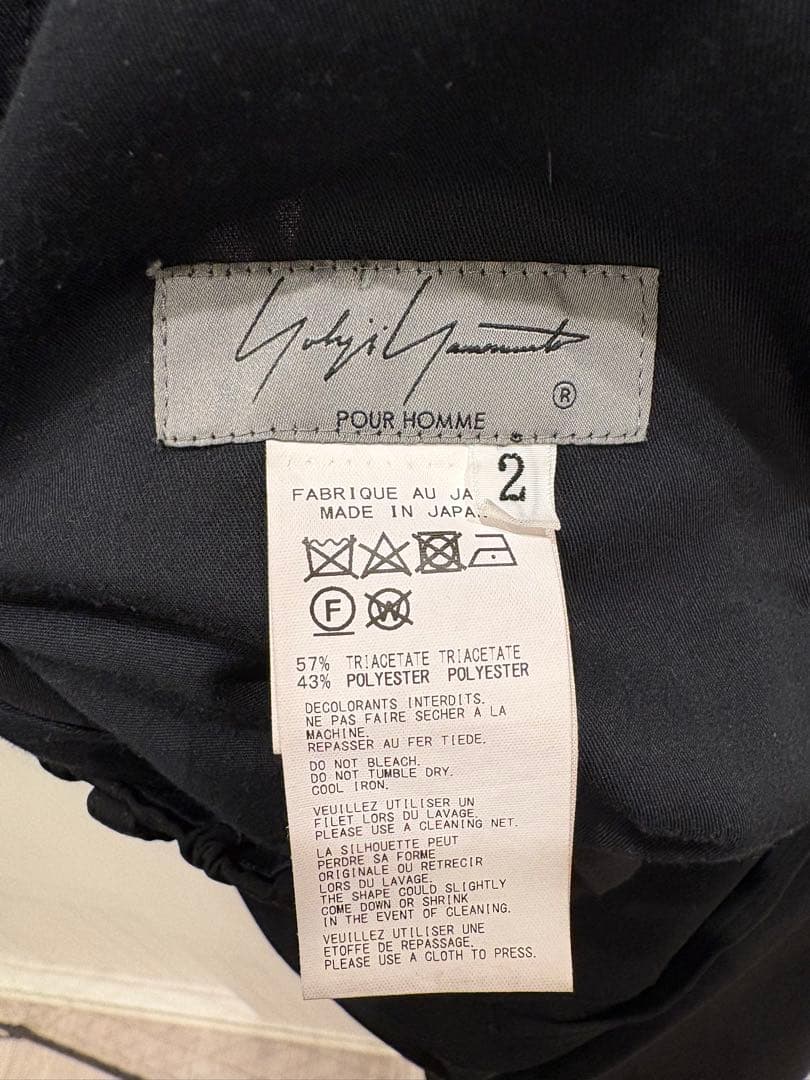 Yohji Yamamoto
®
POUR HOMME
2
FABRIQUE AU JA
MADE IN JAPA
F
W
57% TRIACETATE TRIACETATE
43% POLYESTER POLYESTER
DECOLORANTS INTERDITS.
NE PAS FAIRE SECHER A LA
MACHINE.
REPASSER AU FER TIEDE.
DO NOT BLEACH.
DO NOT TUMBLE DRY.
COOL IRON.
VEUILLEZ UTILISER UN
FILET LORS DU LAVAGE.
PLEASE USE A CLEANING NET.
LA SILHOUETTE PEUT
PERDRE SA FORME
ORIGINALE OU RETRECIR
LORS DU LAVAGE.
THE SHAPE COULD SLIGHTLY
COME DOWN OR SHRINK
IN THE EVENT OF CLEANING.
VEUILLEZ UTILISER UNE
ETOFFE DE REPASSAGE.
PLEASE USE A CLOTH TO PRESS.